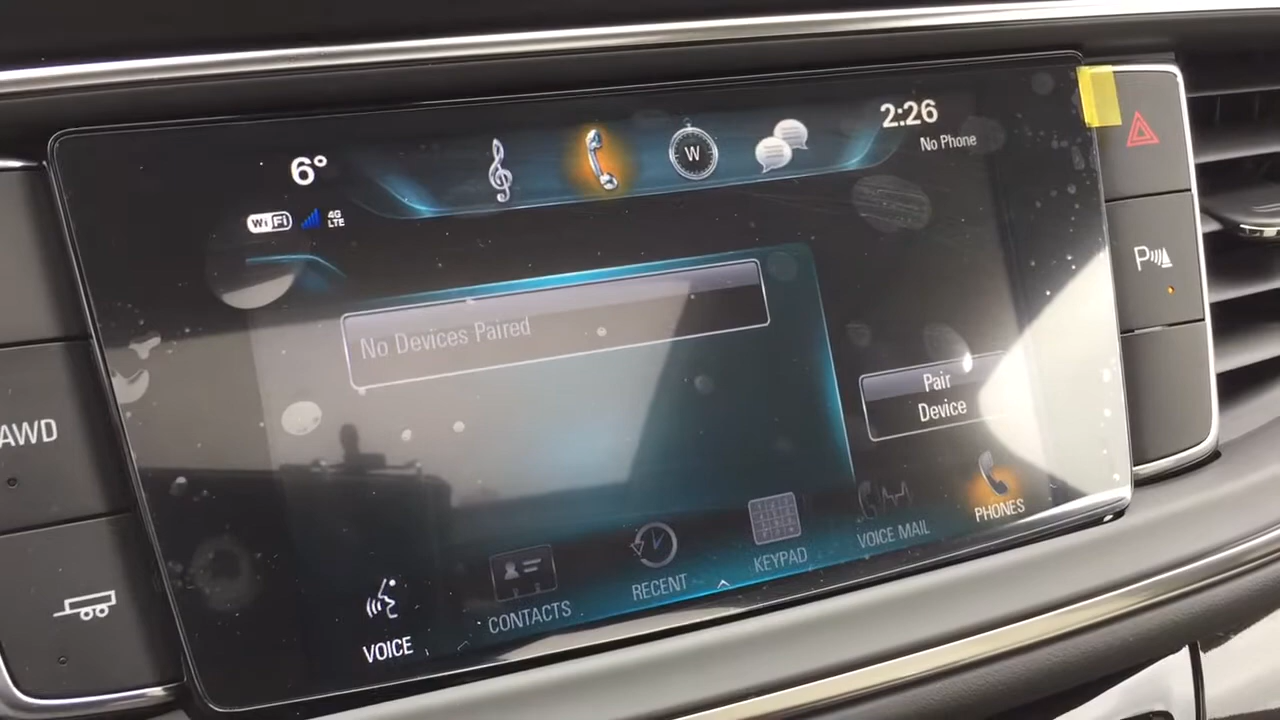 6°
WiFi
4G
LTE
W
2:26
No Phone
No Devices Paired
Pair
Device
VOICE
CONTACTS
RECENT
KEYPAD
VOICE MAIL
PHONES
AWD
P